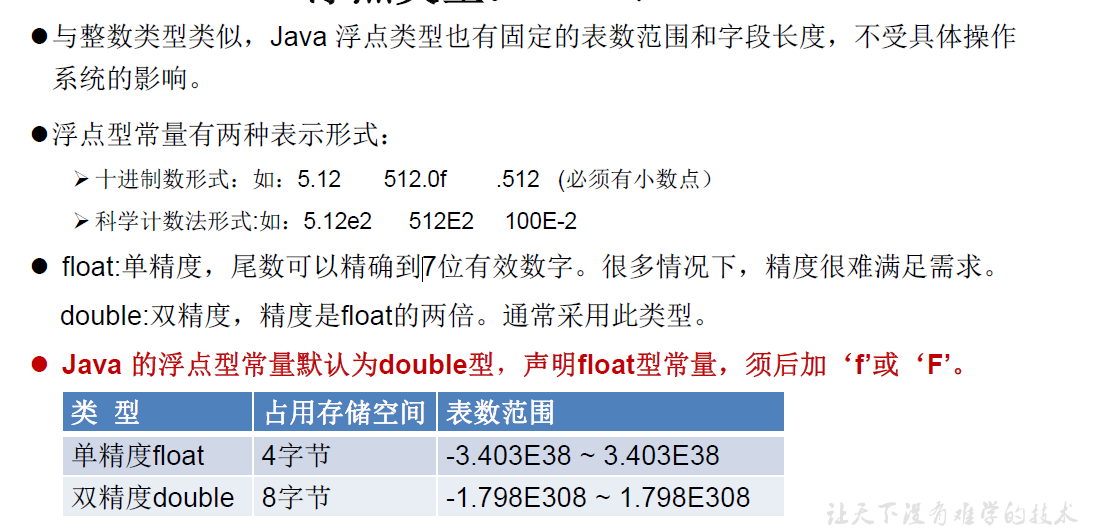 ●与整数类型类似，Java 浮点类型也有固定的表数范围和字段长度，不受具体操作
系统的影响。
●浮点型常量有两种表示形式：
➢ 十进制数形式：如：5.12 512.0f .512 (必须有小数点）
➢ 科学计数法形式:如：5.12e2 512E2 100E-2
● float:单精度，尾数可以精确到7位有效数字。很多情况下，精度很难满足需求。
double:双精度，精度是float的两倍。通常采用此类型。
● Java 的浮点型常量默认为double型，声明float型常量，须后加‘f’或‘F’。
类 型 占用存储空间 表数范围
单精度float 4字节 -3.403E38 ~ 3.403E38
双精度double 8字节 -1.798E308 ~ 1.798E308
让天下没有难学的技术